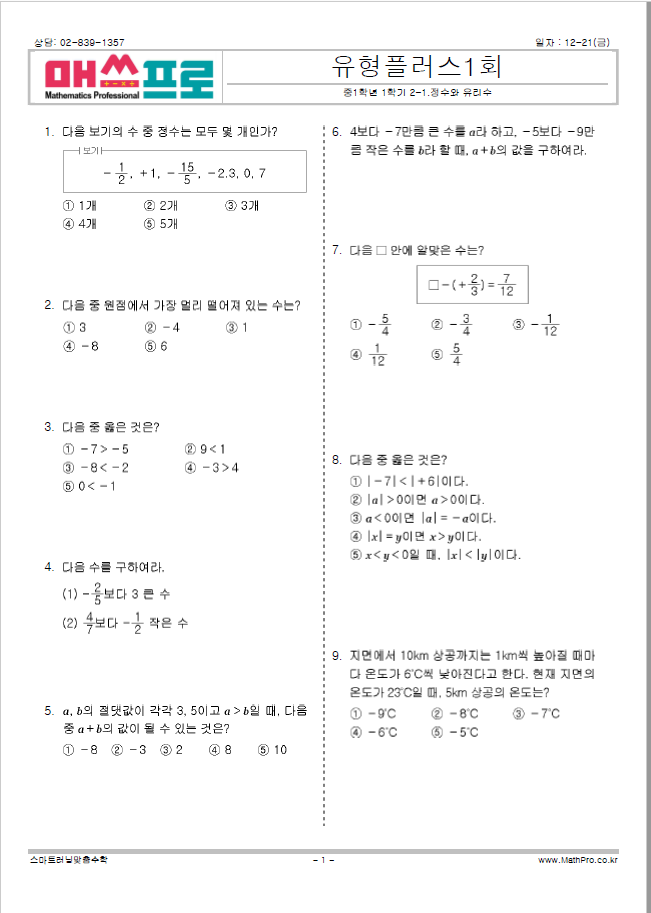 상담: 02-839-1357
일자 : 12-21(금)
매쓰프로
Mathematics Professional
유형플러스1회
중1학년 1학기 2-1.정수와 유리수
1. 다음 보기의 수 중 정수는 모두 몇 개인가?
보기
-1/2, +1, -15/5, -2.3, 0, 7
① 1개 ② 2개 ③ 3개
④ 4개 ⑤ 5개
2. 다음 중 원점에서 가장 멀리 떨어져 있는 수는?
① 3 ② -4 ③ 1
④ -8 ⑤ 6
3. 다음 중 옳은 것은?
① -7 > -5 ② 9 < 1
③ -8 < -2 ④ -3 > 4
⑤ 0 < -1
4. 다음 수를 구하여라.
(1) -2/5보다 3 큰 수
(2) 4/7보다 -1/2 작은 수
5. a, b의 절댓값이 각각 3, 5이고 a > b일 때, 다음
중 a+b의 값이 될 수 있는 것은?
① -8 ② -3 ③ 2 ④ 8 ⑤ 10
6. 4보다 -7만큼 큰 수를 a라 하고, -5보다 -9만
큼 작은 수를 b라 할 때, a+b의 값을 구하여라.
7. 다음 □ 안에 알맞은 수는?
□-(+2/3)=7/12
① -5/4 ② -3/4 ③ -1/12
④ 1/12 ⑤ 5/4
8. 다음 중 옳은 것은?
① |-7| < |+6|이다.
② |a| > 0이면 a > 0이다.
③ a < 0이면 |a| = -a이다.
④ |x| = y이면 x > y이다.
⑤ x < y < 0일 때, |x| < |y|이다.
9. 지면에서 10km 상공까지는 1km씩 높아질 때마
다 온도가 6℃씩 낮아진다고 한다. 현재 지면의
온도가 23℃일 때, 5km 상공의 온도는?
① -9℃ ② -8℃ ③ -7℃
④ -6℃ ⑤ -5℃
스마트러닝맞춤수학
- 1 -
www.MathPro.co.kr